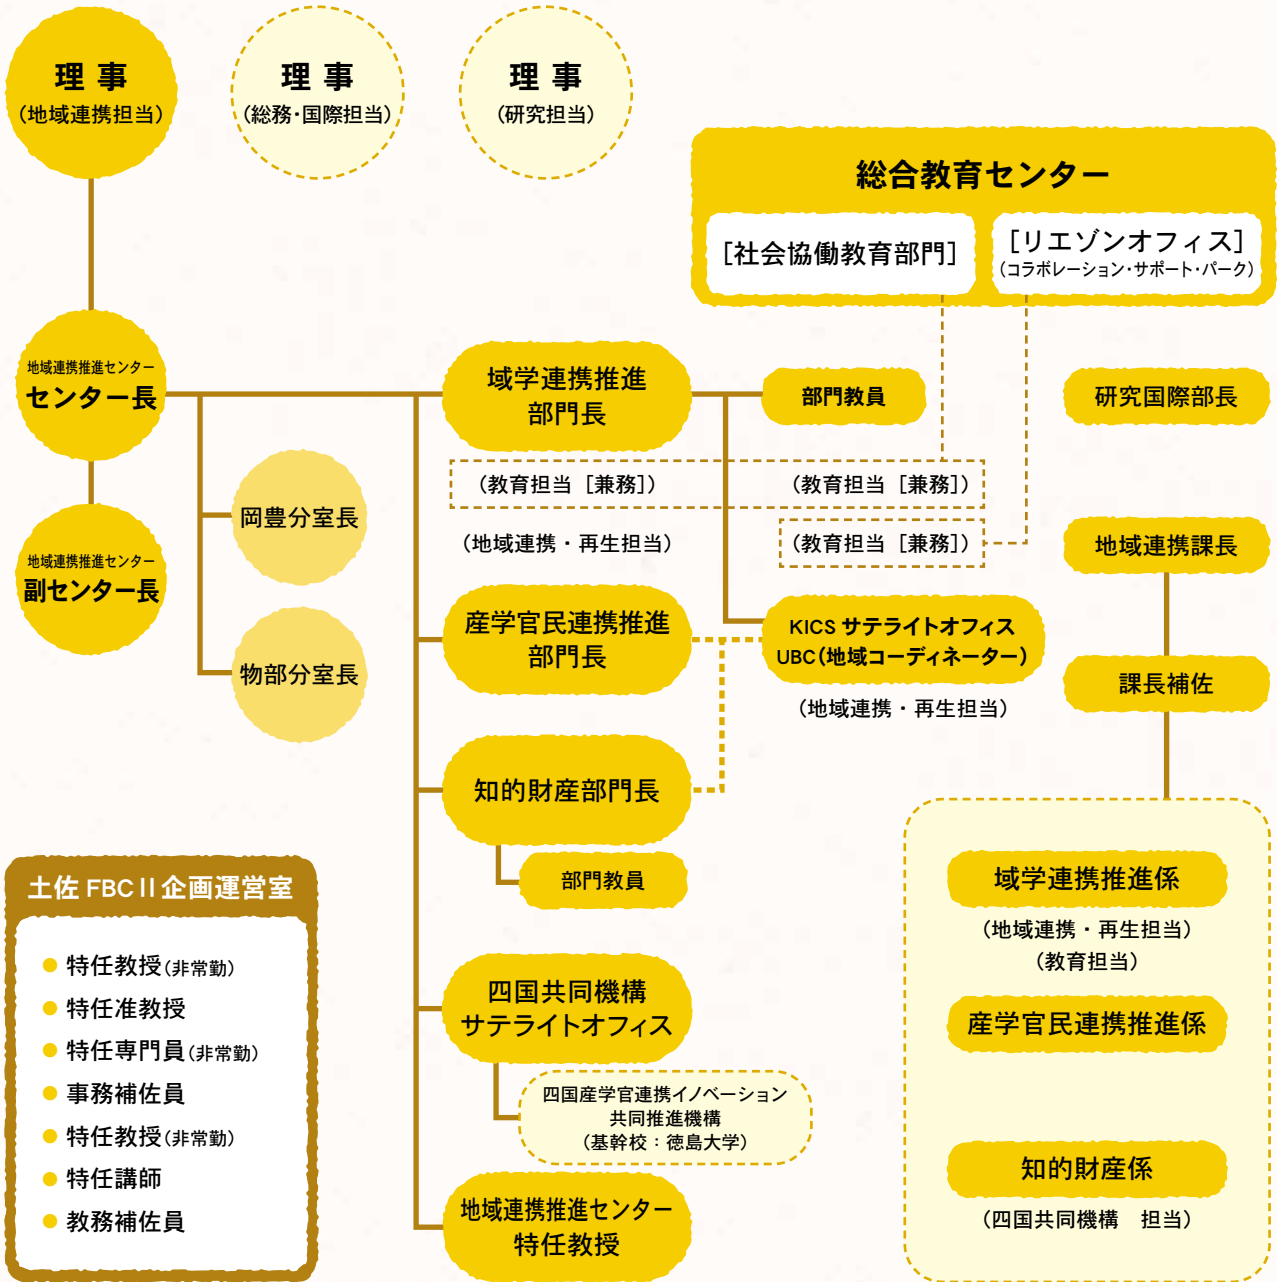 理事
（地域連携担当）
理事
（総務・国際担当）
理事
（研究担当）
総合教育センター
［社会協働教育部門］
［リエゾンオフィス］
（コラボレーション・サポート・パーク）
地域連携推進センター
センター長
域学連携推進
部門長
部門教員
研究国際部長
（教育担当［兼務］）
（教育担当［兼務］）
岡豊分室長
（地域連携・再生担当）
（教育担当［兼務］）
地域連携課長
地域連携推進センター
副センター長
産学官民連携推進
部門長
KICS サテライトオフィス
UBC（地域コーディネーター）
（地域連携・再生担当）
物部分室長
課長補佐
知的財産部門長
部門教員
土佐 FBC II 企画運営室
特任教授（非常勤）
特任准教授
特任専門員（非常勤）
事務補佐員
特任教授（非常勤）
特任講師
教務補佐員
四国共同機構
サテライトオフィス
四国産学官連携イノベーション
共同推進機構
（基幹校：徳島大学）
地域連携推進センター
特任教授
域学連携推進係
（地域連携・再生担当）
（教育担当）
産学官民連携推進係
知的財産係
（四国共同機構　担当）